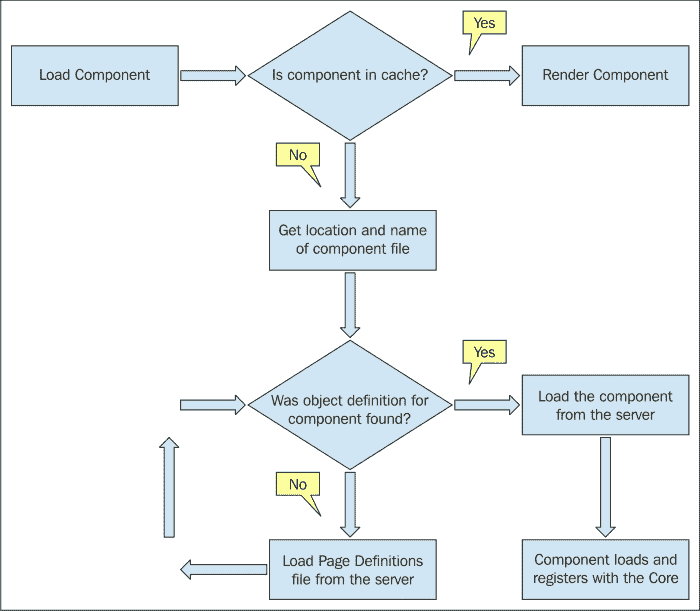 Load Component
Is component in cache?
Yes
Render Component
No
Get location and name
of component file
Was object definition for
component found?
Yes
Load the component
from the server
No
Load Page Definitions
file from the server
Component loads and
registers with the Core